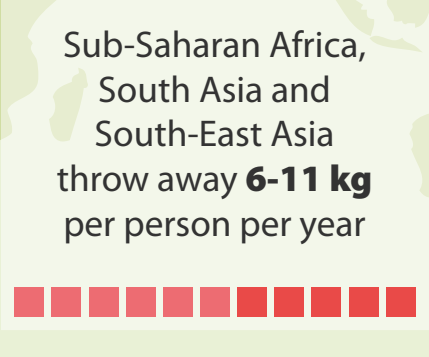 Sub-Saharan Africa,
South Asia and
South-East Asia
throw away 6-11 kg
per person per year